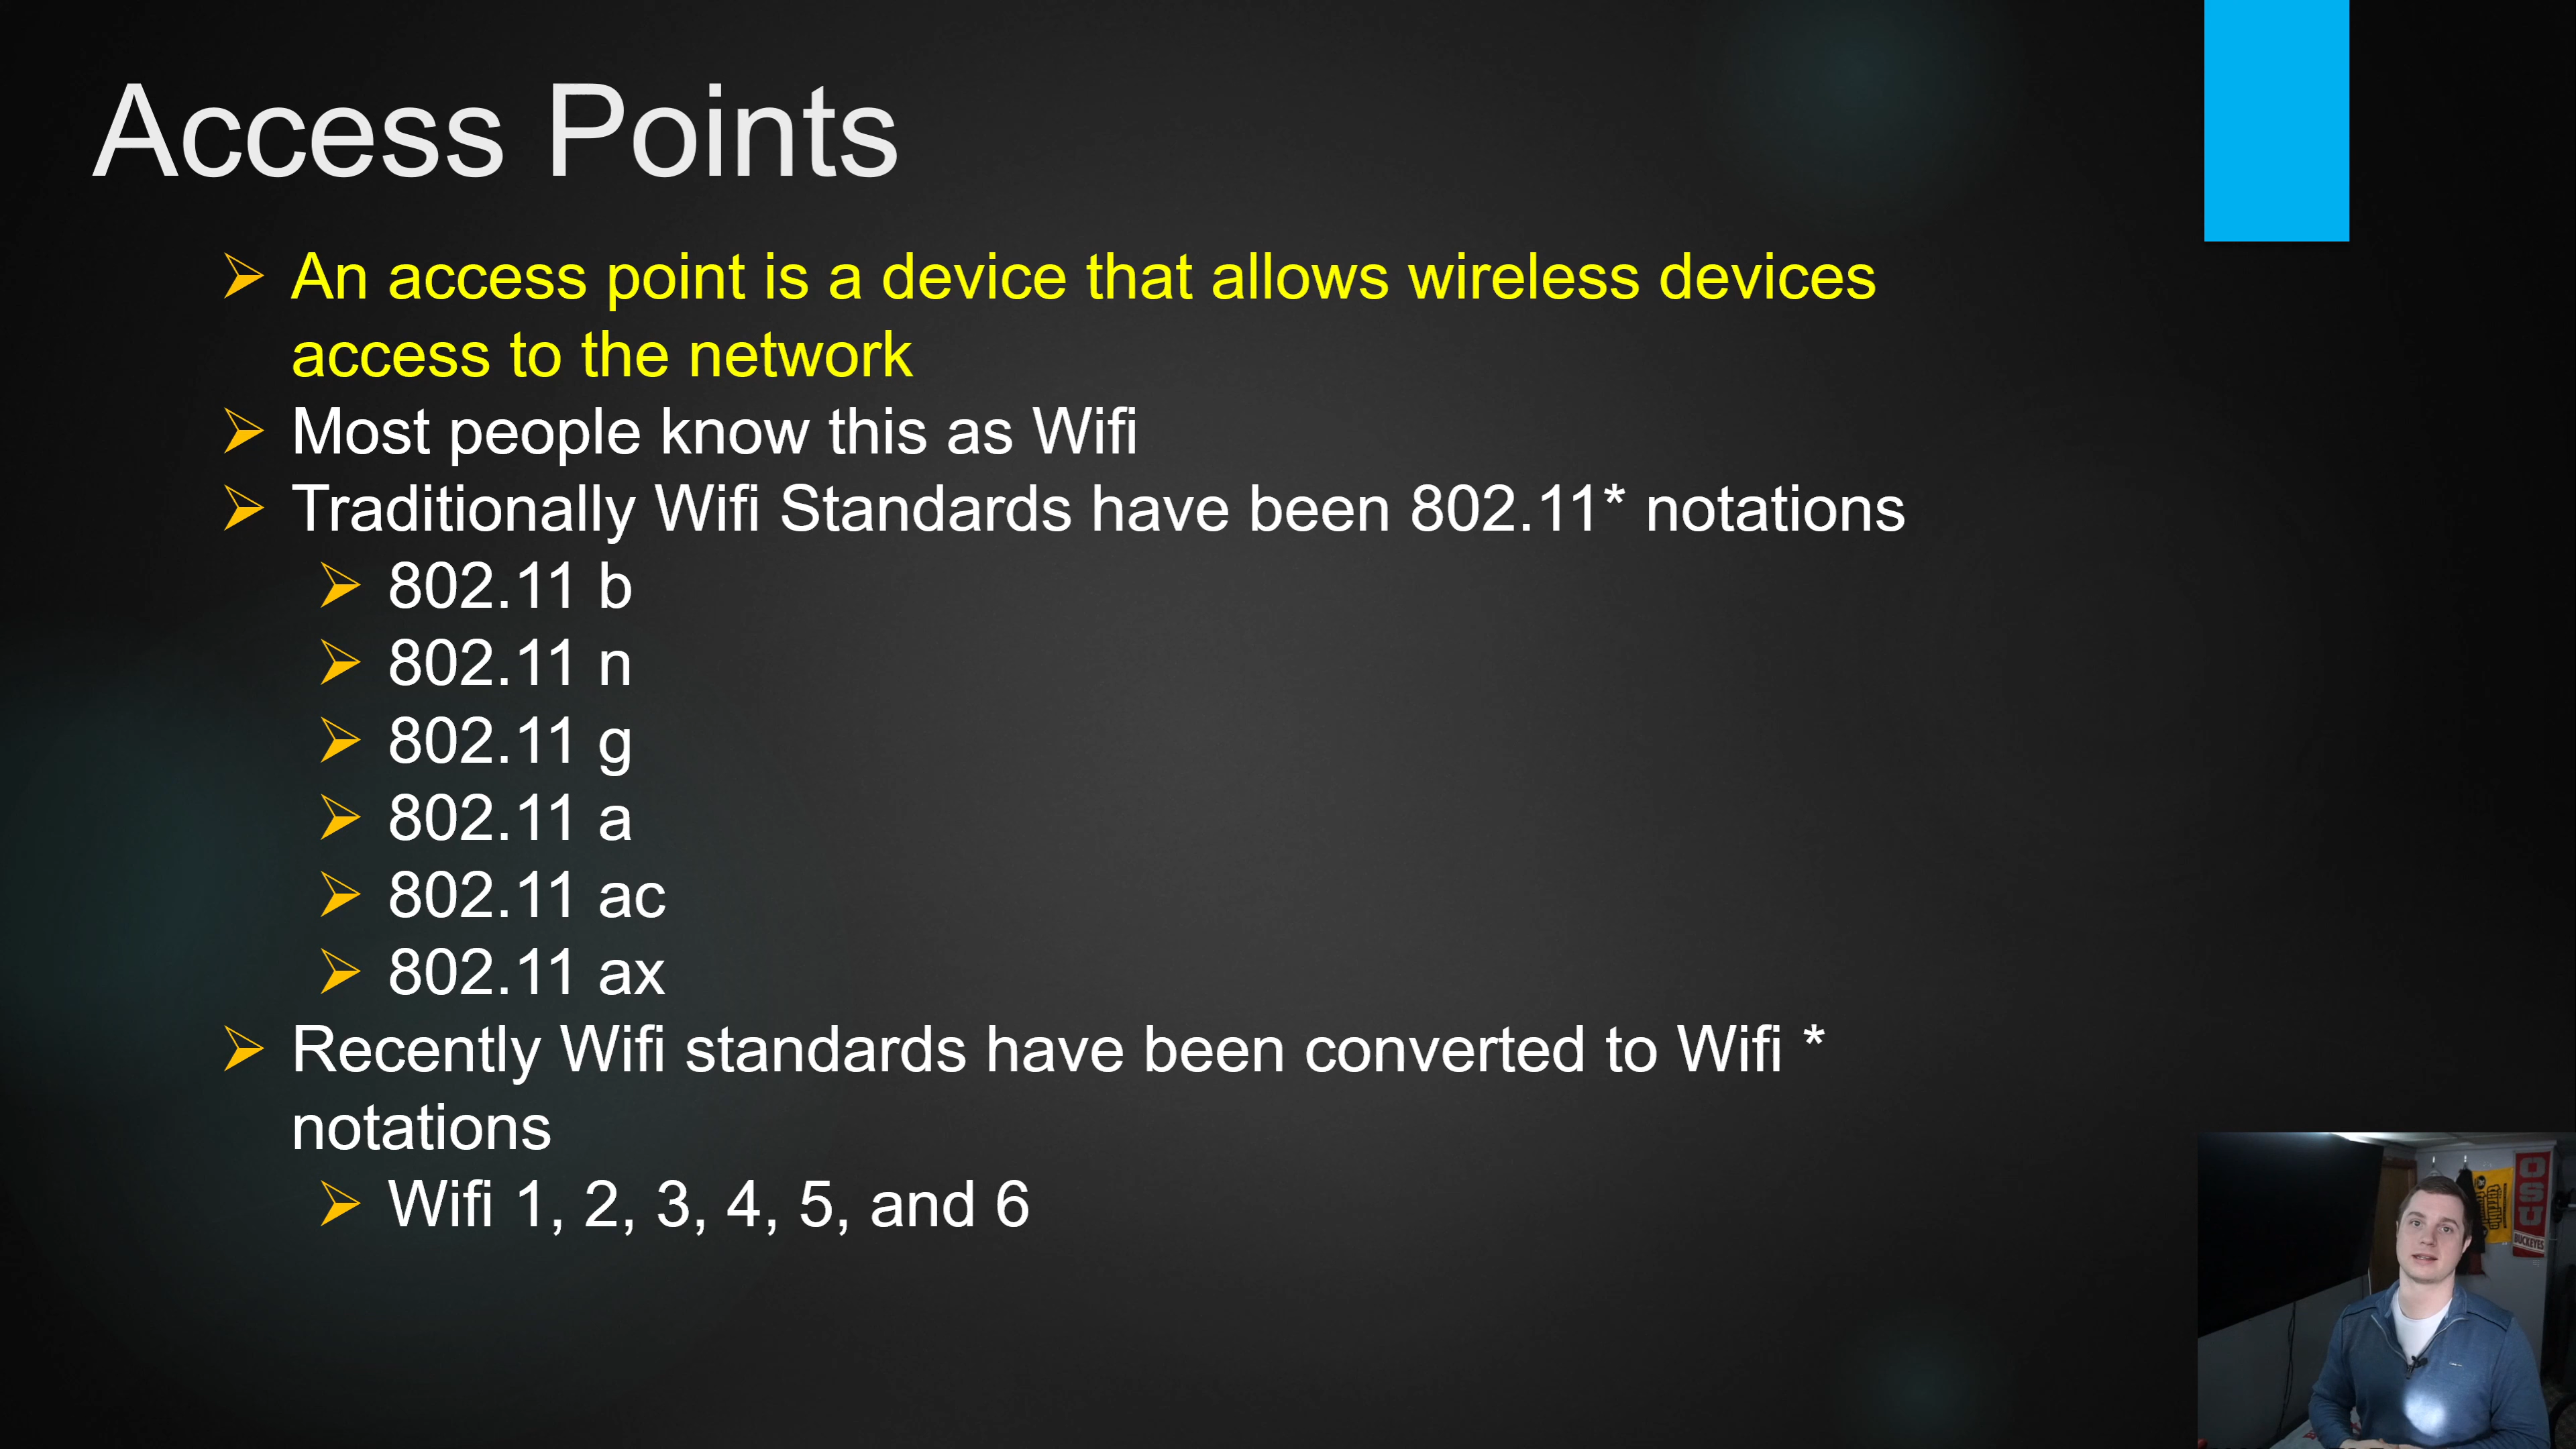 Access Points
An access point is a device that allows wireless devices
access to the network
Most people know this as Wifi
Traditionally Wifi Standards have been 802.11* notations
802.11 b
802.11 n
802.11 g
802.11 a
802.11 ac
802.11 ax
Recently Wifi standards have been converted to Wifi *
notations
Wifi 1, 2, 3, 4, 5, and 6
OSU
BUCKEYES